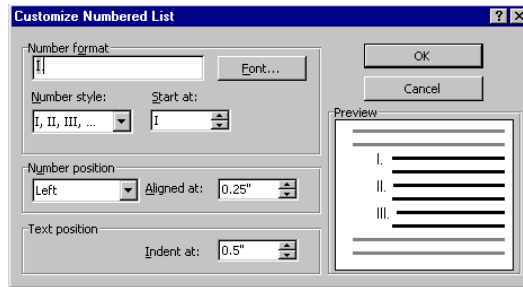 Customize Numbered List
Number format
I.
Font...
OK
Number style:
Start at:
Cancel
I, II, III, ...
I
Preview
I.
II.
III.
Number position
Left
Aligned at:
0.25"
Text position
Indent at:
0.5"